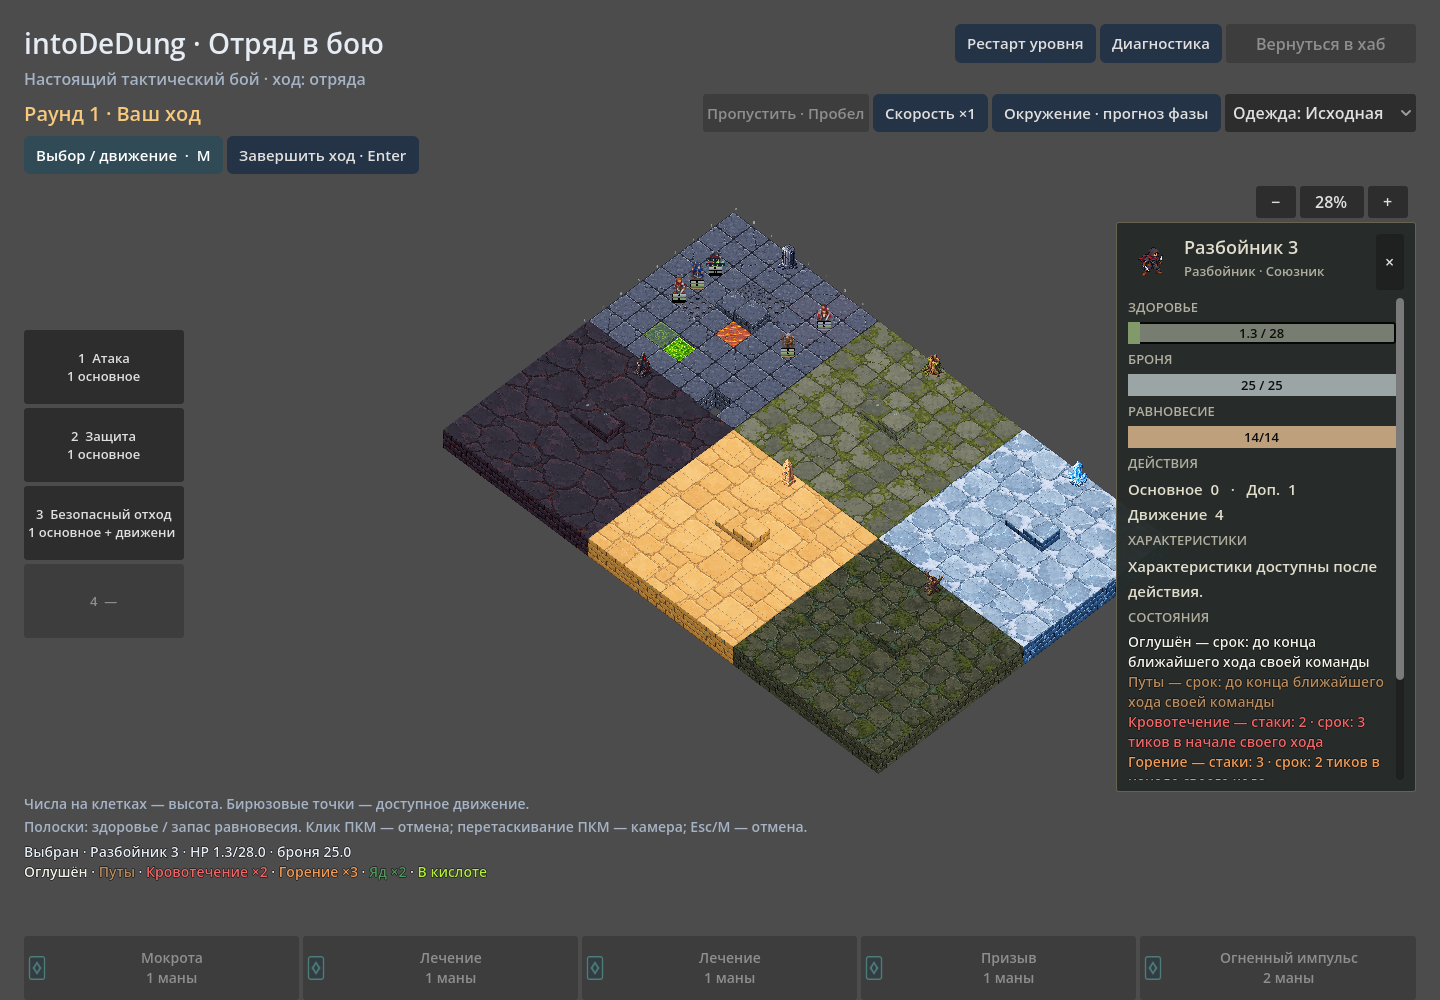 intoDeDung · Отряд в бою
Рестарт уровня
Диагностика
Вернуться в хаб
Настоящий тактический бой · ход: отряда
Раунд 1 · Ваш ход
Пропустить · Пробел
Скорость ×1
Окружение · прогноз фазы
Одежда: Исходная
Выбор / движение · M
Завершить ход · Enter
−
28%
+
Разбойник 3
Разбойник · Союзник
×
ЗДОРОВЬЕ
1.3 / 28
БРОНЯ
25 / 25
РАВНОВЕСИЕ
14/14
ДЕЙСТВИЯ
Основное 0 · Доп. 1
Движение 4
ХАРАКТЕРИСТИКИ
Характеристики доступны после
действия.
СОСТОЯНИЯ
Оглушён — срок: до конца
ближайшего хода своей команды
Путы — срок: до конца ближайшего
хода своей команды
Кровотечение — стаки: 2 · срок: 3
тиков в начале своего хода
Горение — стаки: 3 · срок: 2 тиков в
1 Атака
1 основное
2 Защита
1 основное
3 Безопасный отход
1 основное + движени
4 —
Числа на клетках — высота. Бирюзовые точки — доступное движение.
Полоски: здоровье / запас равновесия. Клик ПКМ — отмена; перетаскивание ПКМ — камера; Esc/M — отмена.
Выбран · Разбойник 3 · HP 1.3/28.0 · броня 25.0
Оглушён · Путы · Кровотечение ×2 · Горение ×3 · Яд ×2 · В кислоте
Мокрота
1 маны
Лечение
1 маны
Лечение
1 маны
Призыв
1 маны
Огненный импульс
2 маны